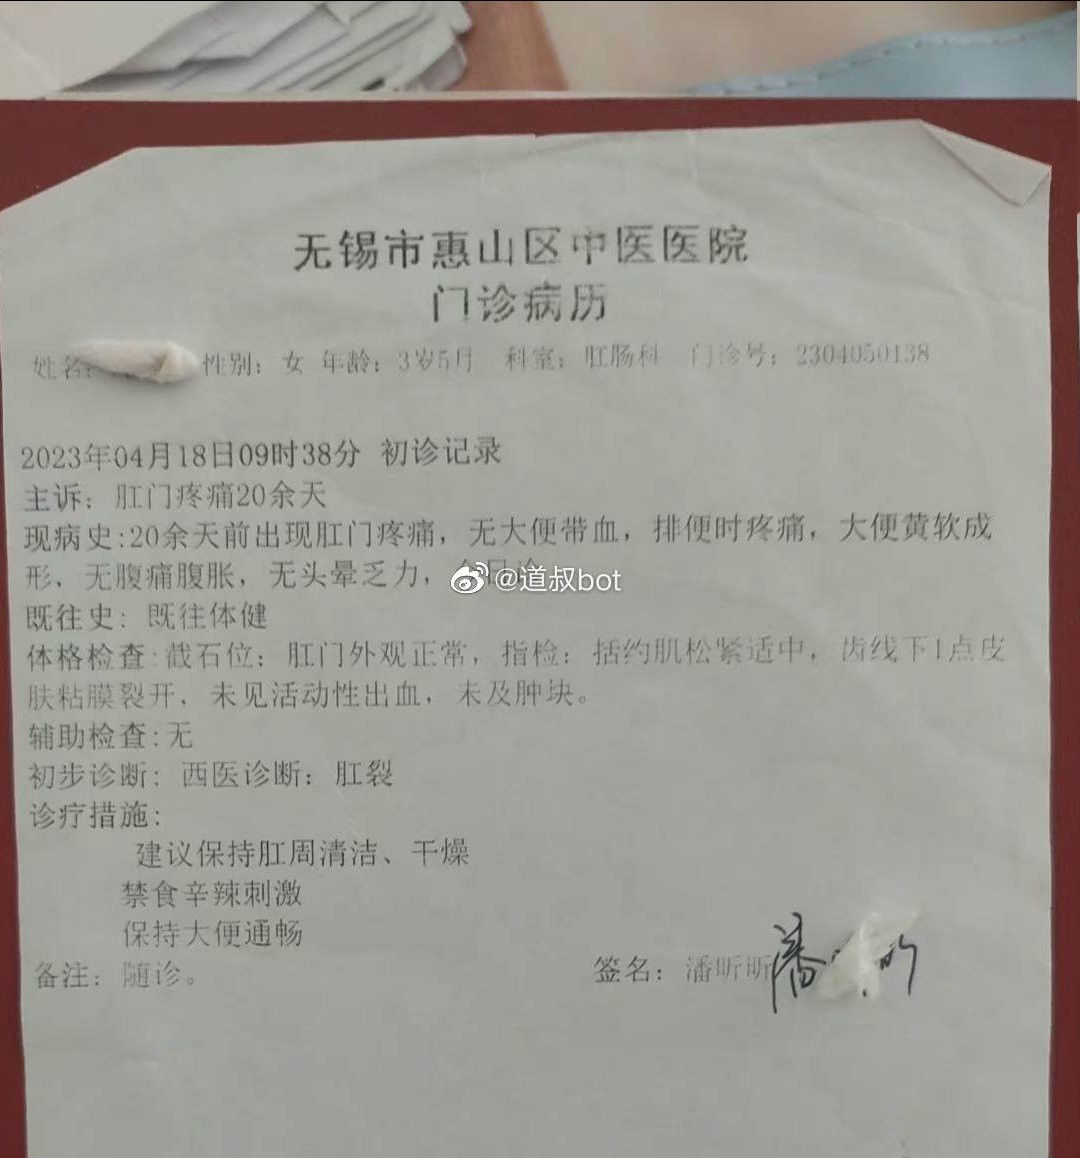 无锡市惠山区中医医院
门诊病历
姓名: 性别: 女 年龄: 3岁5月 科室: 肛肠科 门诊号: 2304050138
2023年04月18日09时38分 初诊记录
主诉: 肛门疼痛20余天
现病史:20余天前出现肛门疼痛, 无大便带血, 排便时疼痛, 大便黄软成
形, 无腹痛腹胀, 无头晕乏力,
@道叔bot
既往史: 既往体健
体格检查:截石位: 肛门外观正常, 指检: 括约肌松紧适中, 齿线下1点皮
肤粘膜裂开, 未见活动性出血, 未及肿块。
辅助检查:无
初步诊断: 西医诊断: 肛裂
诊疗措施:
建议保持肛周清洁、干燥
禁食辛辣刺激
保持大便通畅
备注: 随诊。 签名: 潘昕昕 潘